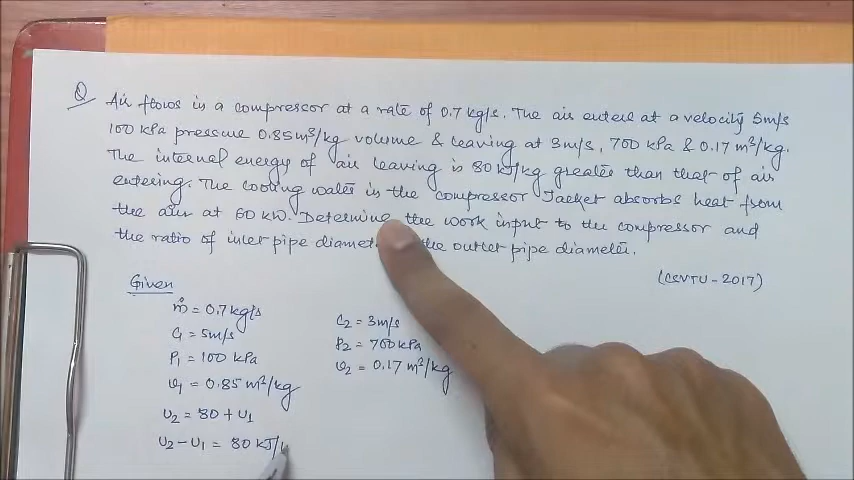 Q Air flows in a compressor at a rate of 0.7 kg/s. The air enters at a velocity 5m/s
100 kPa pressure 0.85 m³/kg volume & leaving at 3m/s, 700 kPa & 0.17 m³/kg.
The internal energy of air leaving is 80 kJ/kg greater than that of air
entering. The cooling water in the compressor Jacket absorbs heat from
the air at 60 kW. Determine the work input to the compressor and
the ratio of inlet pipe diamet the outlet pipe diameter.
(CSVTU-2017)
Given
ṁ = 0.7 kg/s
C₁ = 5m/s
P₁ = 100 kPa
v₁ = 0.85 m³/kg
U₂ = 80 + U₁
U₂ - U₁ = 80 kJ/
C₂ = 3m/s
P₂ = 700 kPa
v₂ = 0.17 m³/kg